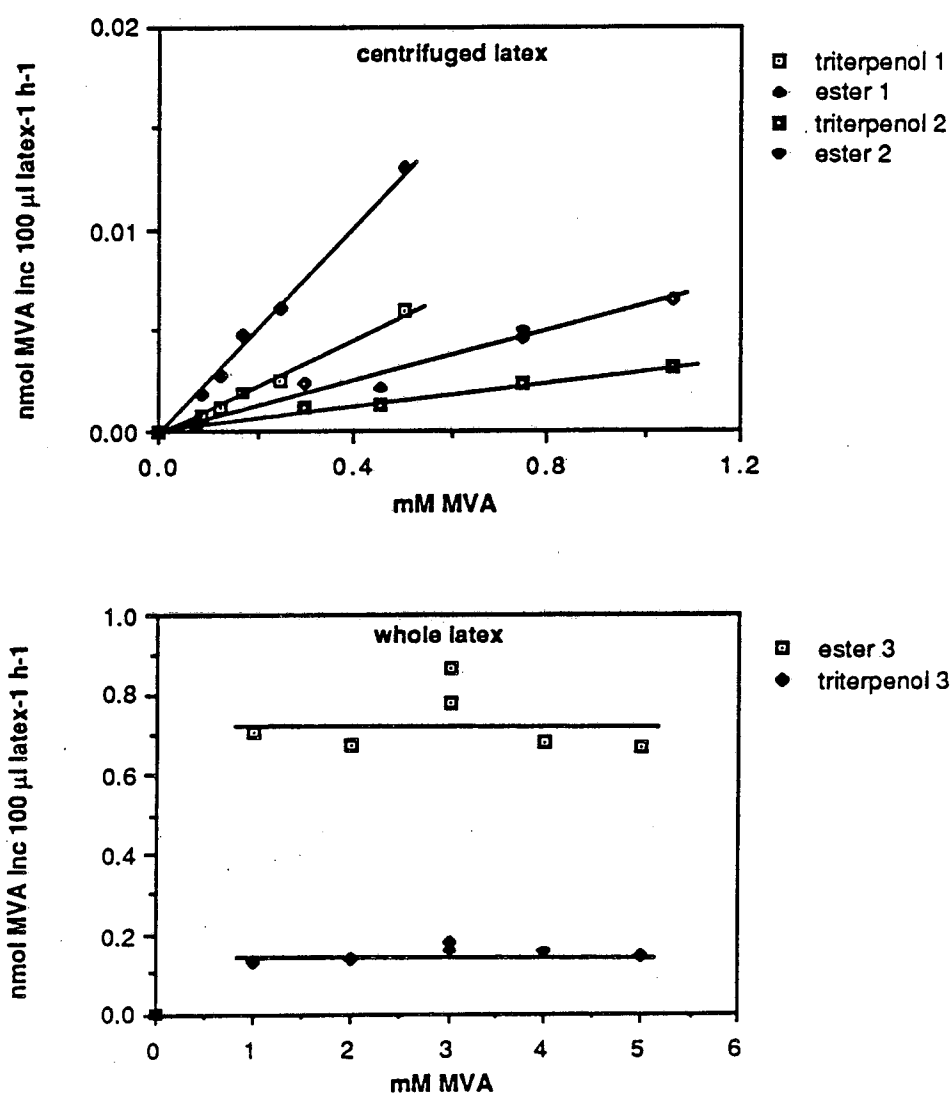 0.02
centrifuged latex
triterpenol 1
ester 1
triterpenol 2
ester 2
0.01
0.00
0.0 0.4 0.8 1.2
mM MVA
nmol MVA Inc 100 µl latex-1 h-1
1.0
whole latex
ester 3
triterpenol 3
0.8
0.6
0.4
0.2
0.0
0 1 2 3 4 5 6
mM MVA
nmol MVA Inc 100 µl latex-1 h-1